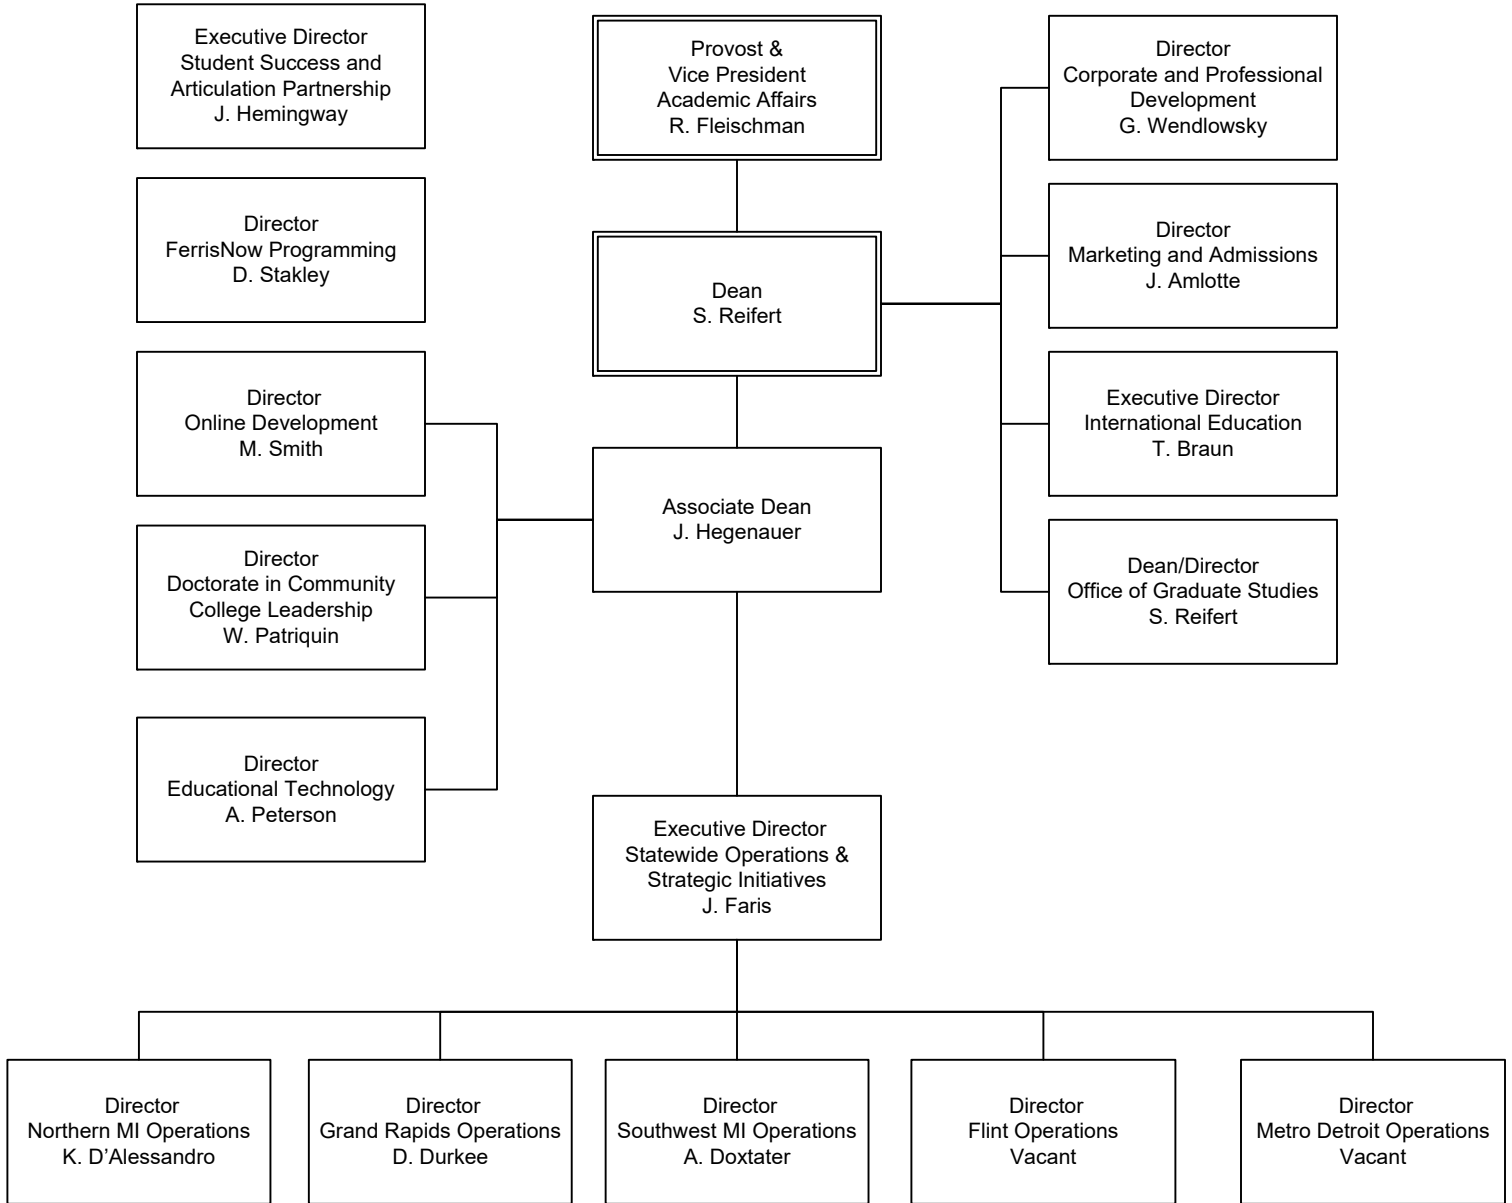 Executive Director
Student Success and
Articulation Partnership
J. Hemingway
Provost &
Vice President
Academic Affairs
R. Fleischman
Director
Corporate and Professional
Development
G. Wendlowsky
Director
FerrisNow Programming
D. Stakley
Director
Marketing and Admissions
J. Amlotte
Dean
S. Reifert
Director
Online Development
M. Smith
Executive Director
International Education
T. Braun
Associate Dean
J. Hegenauer
Director
Doctorate in Community
College Leadership
W. Patriquin
Dean/Director
Office of Graduate Studies
S. Reifert
Director
Educational Technology
A. Peterson
Executive Director
Statewide Operations &
Strategic Initiatives
J. Faris
Director
Northern MI Operations
K. D’Alessandro
Director
Grand Rapids Operations
D. Durkee
Director
Southwest MI Operations
A. Doxtater
Director
Flint Operations
Vacant
Director
Metro Detroit Operations
Vacant